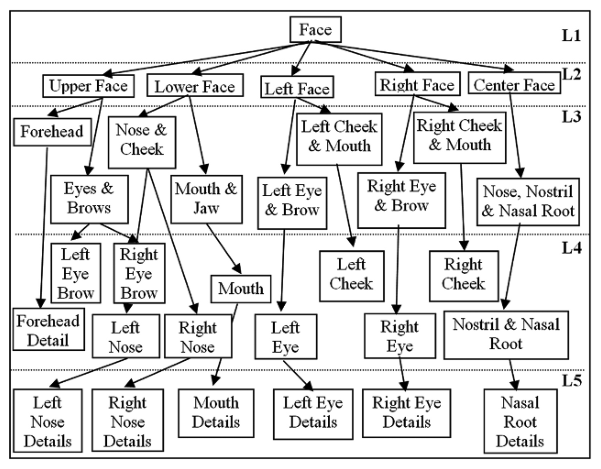 Face
L1
L2
Upper Face
Lower Face
Left Face
Right Face
Center Face
L3
Forehead
Nose &
Cheek
Left Cheek
& Mouth
Right Cheek
& Mouth
Eyes &
Brows
Mouth &
Jaw
Left Eye
& Brow
Right Eye
& Brow
Nose, Nostril
& Nasal Root
L4
Left
Eye
Brow
Right
Eye
Brow
Mouth
Left
Cheek
Right
Cheek
Forehead
Detail
Left
Nose
Right
Nose
Left
Eye
Right
Eye
Nostril & Nasal
Root
L5
Left
Nose
Details
Right
Nose
Details
Mouth
Details
Left Eye
Details
Right Eye
Details
Nasal
Root
Details